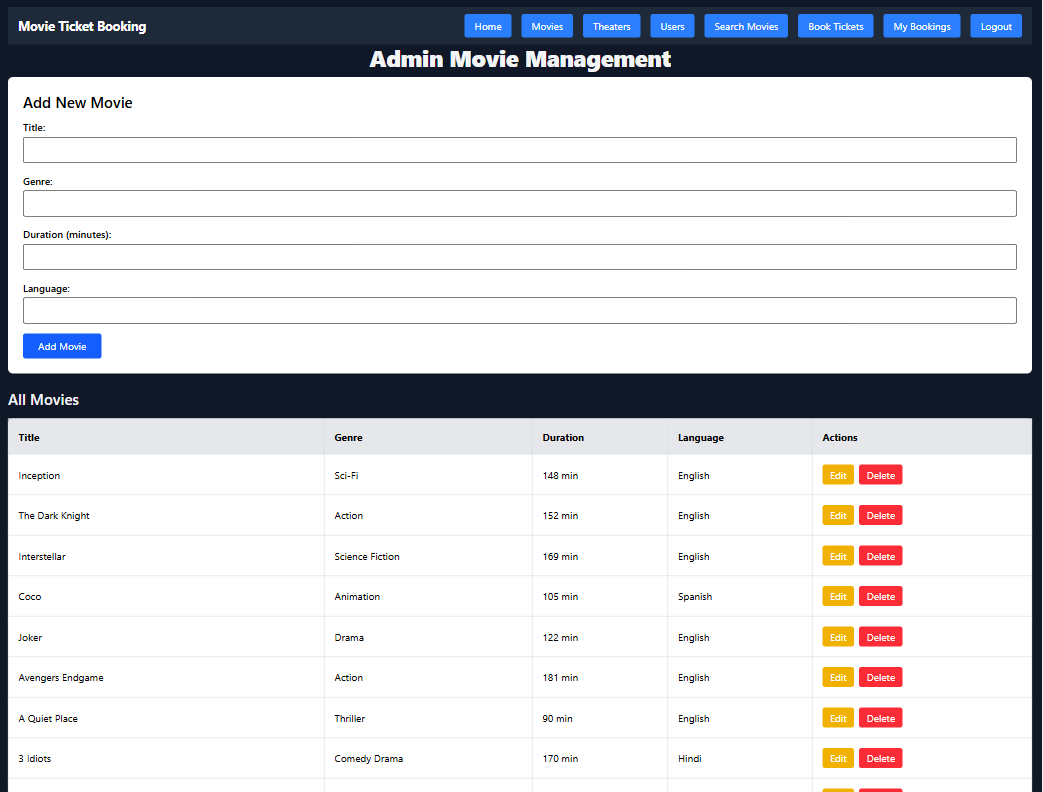 Movie Ticket Booking Home Movies Theaters Users Search Movies Book Tickets My Bookings Logout
Admin Movie Management
Add New Movie
Title:
Genre:
Duration (minutes):
Language:
Add Movie
All Movies
Title Genre Duration Language Actions
Inception Sci-Fi 148 min English Edit Delete
The Dark Knight Action 152 min English Edit Delete
Interstellar Science Fiction 169 min English Edit Delete
Coco Animation 105 min Spanish Edit Delete
Joker Drama 122 min English Edit Delete
Avengers Endgame Action 181 min English Edit Delete
A Quiet Place Thriller 90 min English Edit Delete
3 Idiots Comedy Drama 170 min Hindi Edit Delete